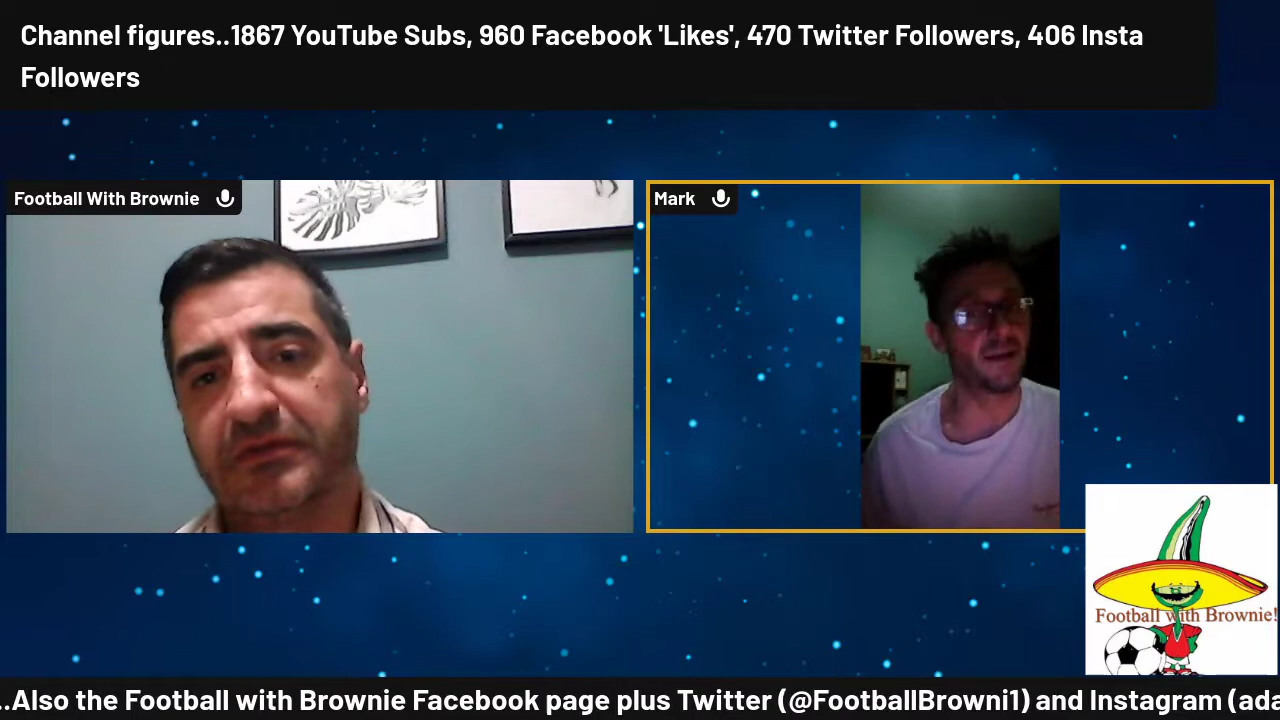 Channel figures..1867 YouTube Subs, 960 Facebook 'Likes', 470 Twitter Followers, 406 Insta
Followers
Football With Brownie
Mark
Football with Brownie!
..Also the Football with Brownie Facebook page plus Twitter (@FootballBrowni1) and Instagram (ada